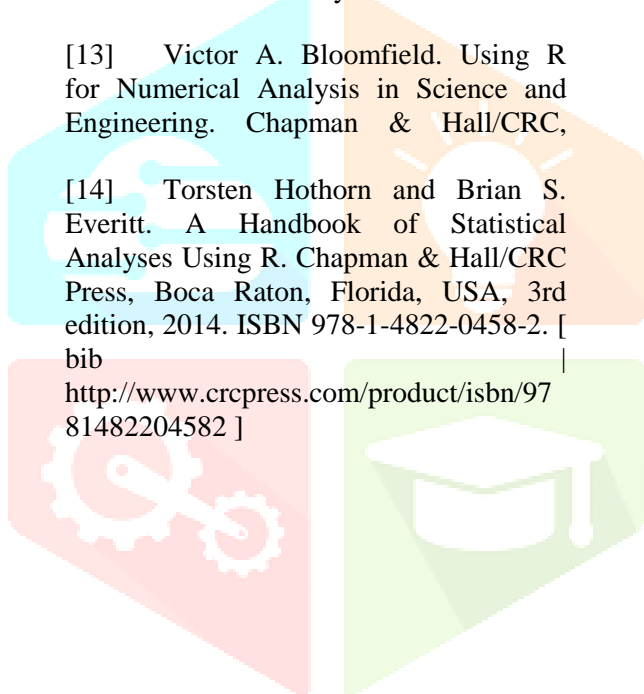 [13] Victor A. Bloomfield. Using R
for Numerical Analysis in Science and
Engineering. Chapman & Hall/CRC,
[14] Torsten Hothorn and Brian S.
Everitt. A Handbook of Statistical
Analyses Using R. Chapman & Hall/CRC
Press, Boca Raton, Florida, USA, 3rd
edition, 2014. ISBN 978-1-4822-0458-2. [
bib |
http://www.crcpress.com/product/isbn/97
81482204582 ]